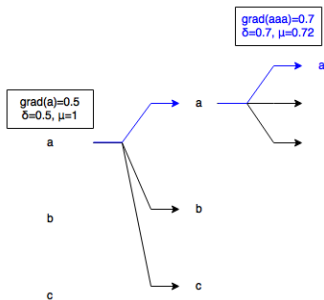 grad(aaa)=0.7
δ=0.7, μ=0.72
a
grad(a)=0.5
δ=0.5, μ=1
a
a
b
b
c
c